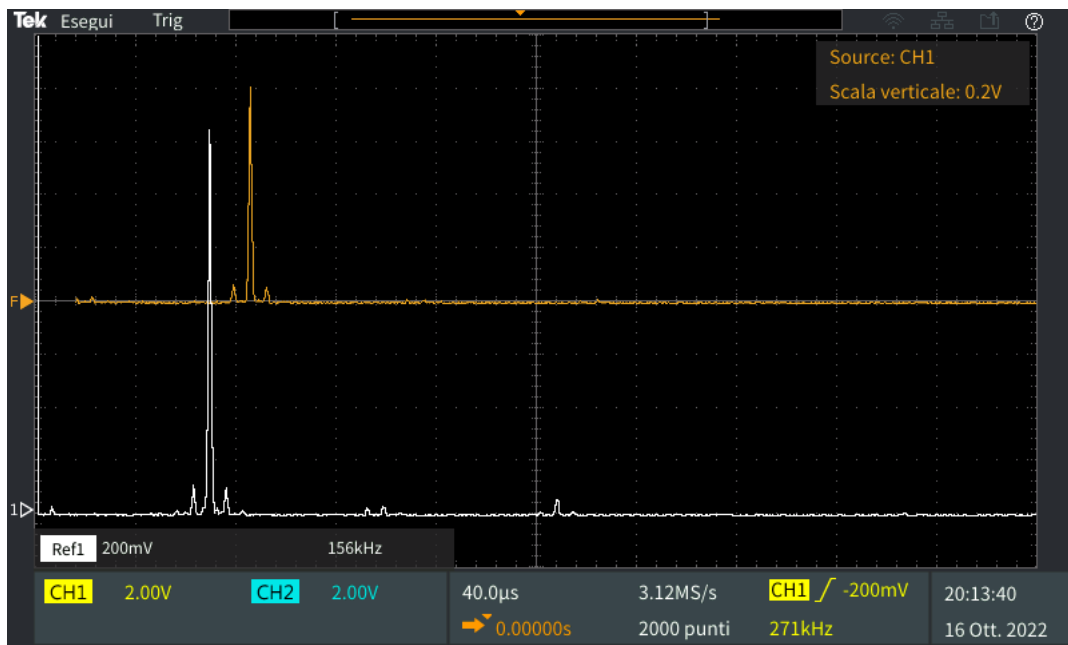 Tek Esegui Trig
Source: CH1
Scala verticale: 0.2V
F
1
Ref1 200mV 156kHz
CH1 2.00V CH2 2.00V 40.0µs 3.12MS/s CH1 -200mV 20:13:40
0.00000s 2000 punti 271kHz 16 Ott. 2022